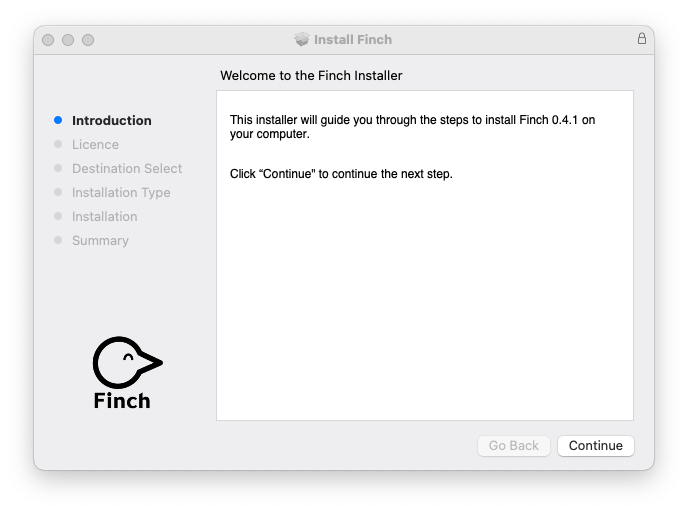 Install Finch
Welcome to the Finch Installer
Introduction
Licence
Destination Select
Installation Type
Installation
Summary
This installer will guide you through the steps to install Finch 0.4.1 on
your computer.
Click “Continue” to continue the next step.
Finch
Go Back
Continue